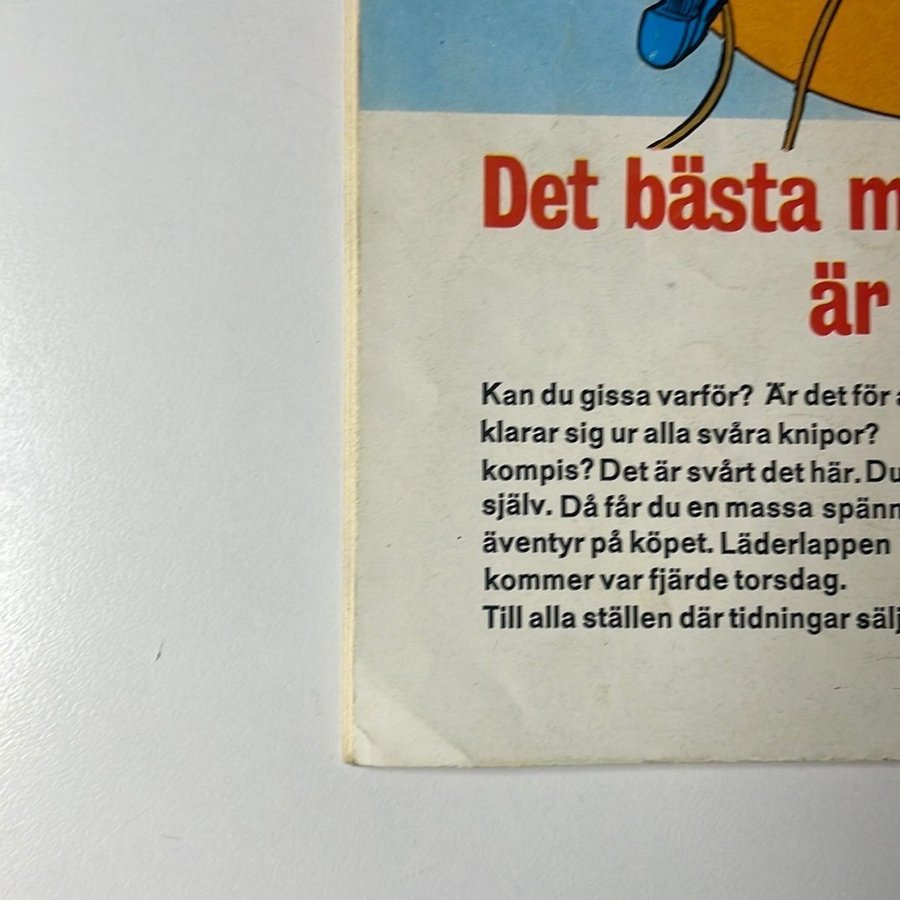 Det bästa m
är
Kan du gissa varför? Är det för
klarar sig ur alla svåra knipor?
kompis? Det är svårt det här. Du
själv. Då får du en massa spänn
äventyr på köpet. Läderlappen
kommer var fjärde torsdag.
Till alla ställen där tidningar sälj